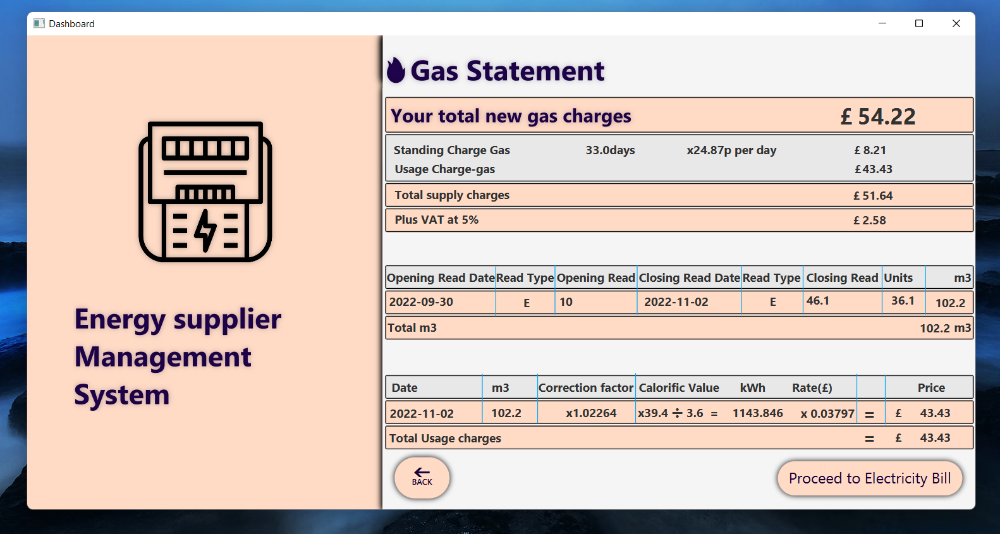 Dashboard
Energy supplier
Management
System
Gas Statement
Your total new gas charges £ 54.22
Standing Charge Gas 33.0days x24.87p per day £ 8.21
Usage Charge-gas £43.43
Total supply charges £ 51.64
Plus VAT at 5% £ 2.58
Opening Read Date Read Type Opening Read Closing Read Date Read Type Closing Read Units m3
2022-09-30 E 10 2022-11-02 E 46.1 36.1 102.2
Total m3 102.2 m3
Date m3 Correction factor Calorific Value kWh Rate(£) Price
2022-11-02 102.2 x1.02264 x39.4 ÷ 3.6 = 1143.846 x 0.03797 = £ 43.43
Total Usage charges = £ 43.43
← BACK
Proceed to Electricity Bill